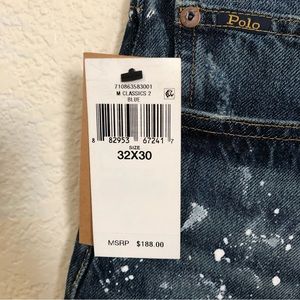 Polo
710863583001
M CLASSICS 2
BLUE
8 82953 67241 7
SIZE
32X30
MSRP $188.00